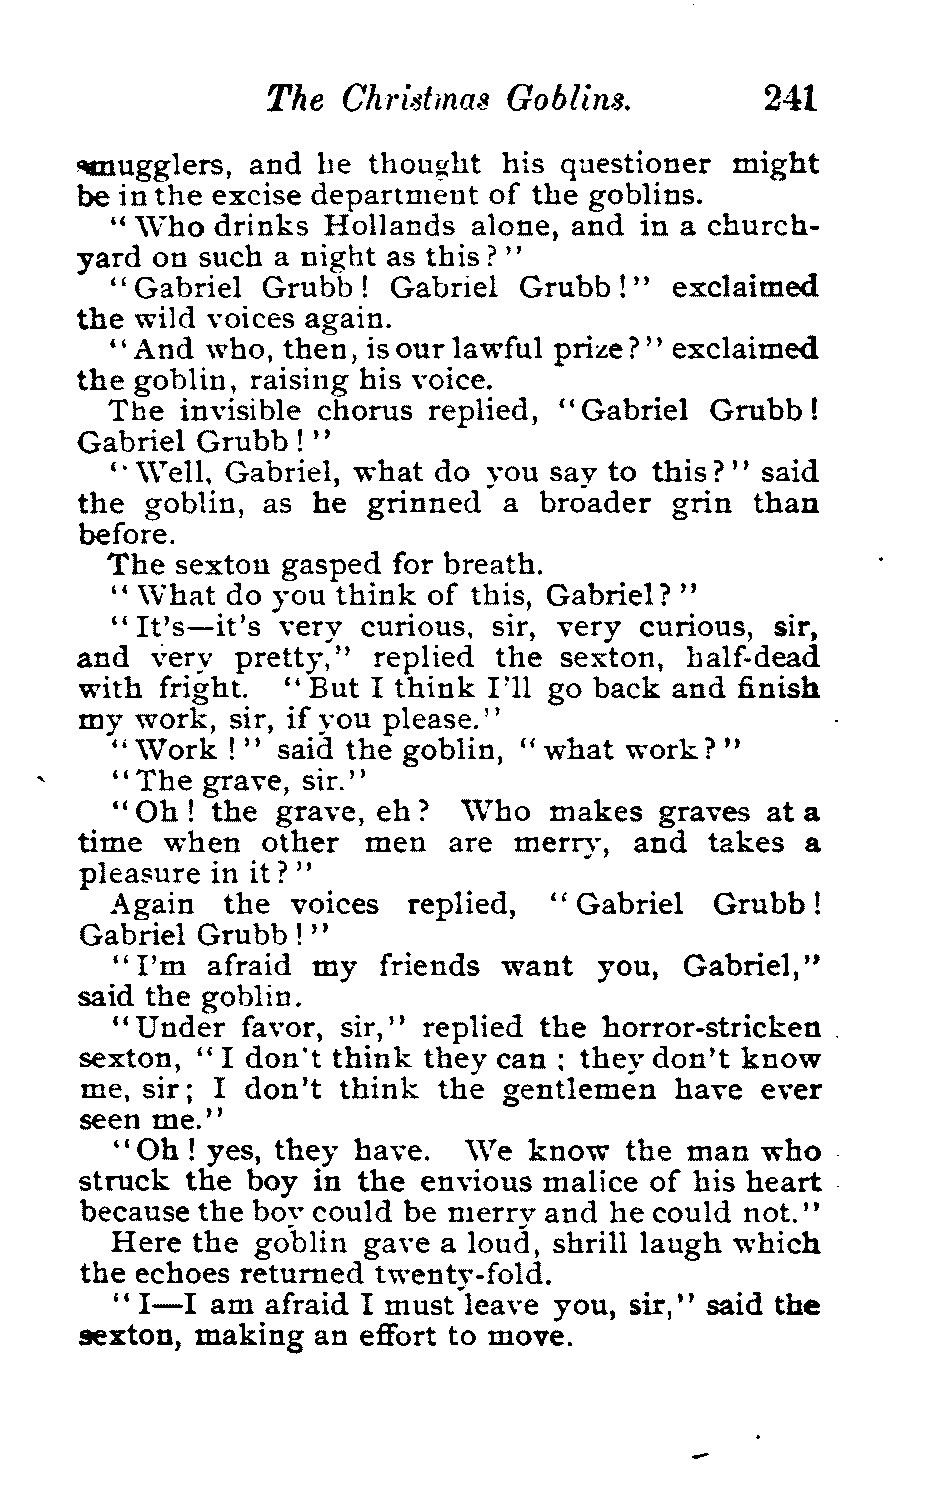 The Christmas Goblins. 241
smugglers, and he thought his questioner might
be in the excise department of the goblins.
"Who drinks Hollands alone, and in a church-
yard on such a night as this?"
"Gabriel Grubb! Gabriel Grubb!" exclaimed
the wild voices again.
"And who, then, is our lawful prize?" exclaimed
the goblin, raising his voice.
The invisible chorus replied, "Gabriel Grubb!
Gabriel Grubb!"
"Well, Gabriel, what do you say to this?" said
the goblin, as he grinned a broader grin than
before.
The sexton gasped for breath.
"What do you think of this, Gabriel?"
"It's—it's very curious, sir, very curious, sir,
and very pretty," replied the sexton, half-dead
with fright. "But I think I'll go back and finish
my work, sir, if you please."
"Work!" said the goblin, "what work?"
"The grave, sir."
"Oh! the grave, eh? Who makes graves at a
time when other men are merry, and takes a
pleasure in it?"
Again the voices replied, "Gabriel Grubb!
Gabriel Grubb!"
"I'm afraid my friends want you, Gabriel,"
said the goblin.
"Under favor, sir," replied the horror-stricken
sexton, "I don't think they can; they don't know
me, sir; I don't think the gentlemen have ever
seen me."
"Oh! yes, they have. We know the man who
struck the boy in the envious malice of his heart
because the boy could be merry and he could not."
Here the goblin gave a loud, shrill laugh which
the echoes returned twenty-fold.
"I—I am afraid I must leave you, sir," said the
sexton, making an effort to move.